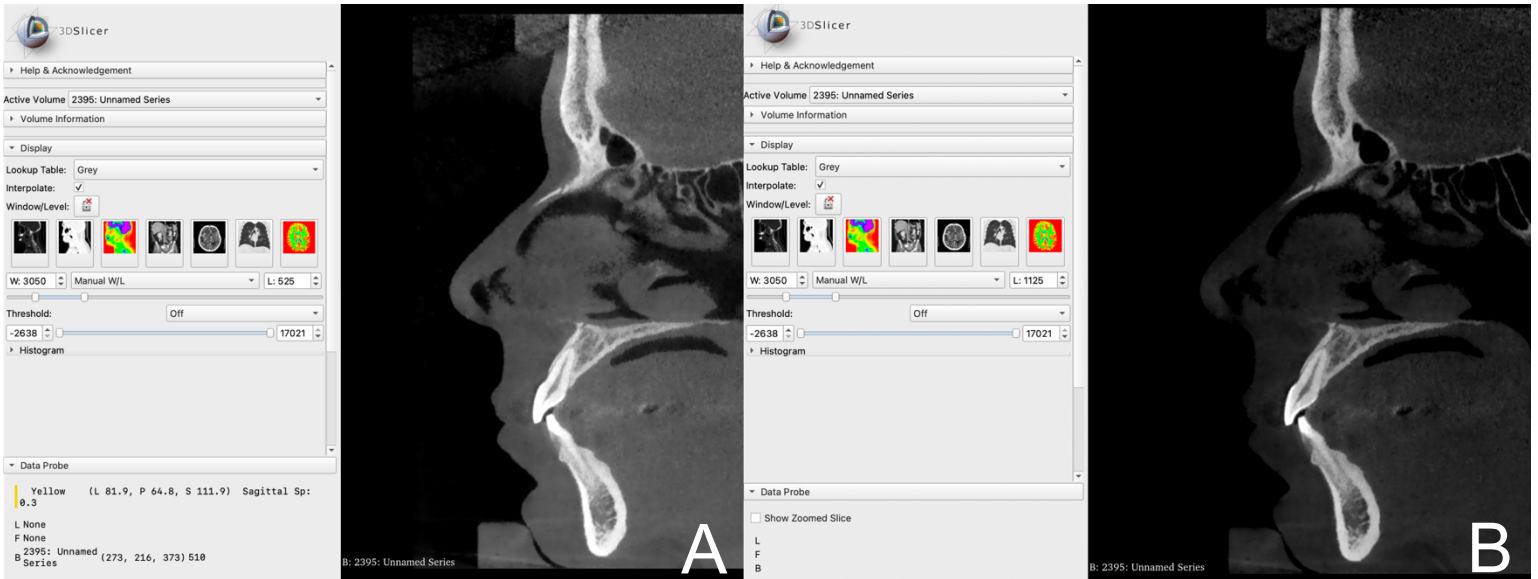 3DSlicer
Help & Acknowledgement
Active Volume 2395: Unnamed Series
Volume Information
Display
Lookup Table: Grey
Interpolate:
Window/Level:
W: 3050 Manual W/L L: 525
Threshold: Off
-2638 17021
Histogram
Data Probe
Yellow (L 81.9, P 64.8, S 111.9) Sagittal Sp:
0.3
L None
F None
B 2395: Unnamed Series (273, 216, 373) 510
B: 2395: Unnamed Series
A
3DSlicer
Help & Acknowledgement
Active Volume 2395: Unnamed Series
Volume Information
Display
Lookup Table: Grey
Interpolate:
Window/Level:
W: 3050 Manual W/L L: 1125
Threshold: Off
-2638 17021
Histogram
Data Probe
Show Zoomed Slice
L
F
B
B: 2395: Unnamed Series
B